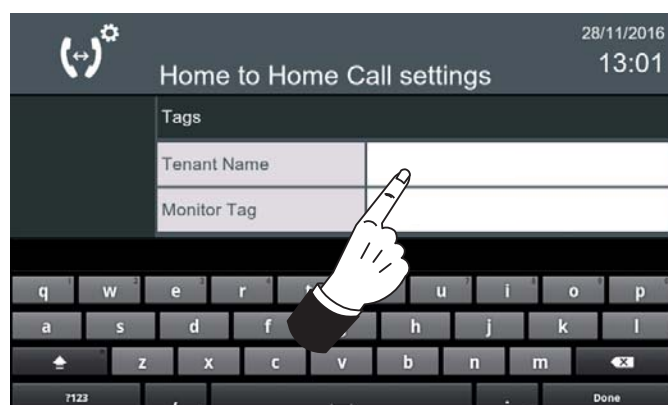 28/11/2016
13:01
Home to Home Call settings
Tags
Tenant Name
Monitor Tag
q w e r u i o p
a s d f h j k l
z x c v b n m
?123 , . Done